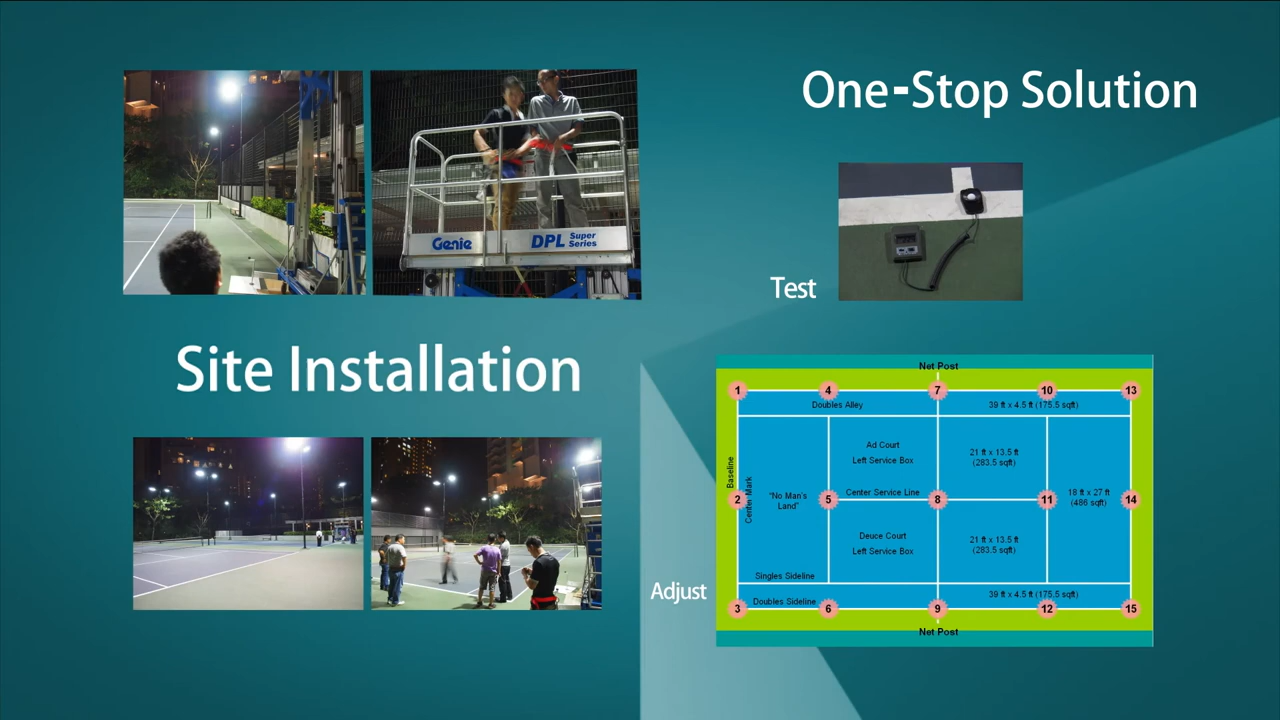 One-Stop Solution
Genie
DPL Super Series
Test
Site Installation
Adjust
Net Post
1
4
7
10
13
Doubles Alley
39 ft x 4.5 ft (175.5 sqft)
Ad Court
Left Service Box
21 ft x 13.5 ft
(283.5 sqft)
Baseline
Center Mark
"No Man's
Land"
Center Service Line
18 ft x 27 ft
(486 sqft)
2
5
8
11
14
Deuce Court
Left Service Box
21 ft x 13.5 ft
(283.5 sqft)
Singles Sideline
Doubles Sideline
39 ft x 4.5 ft (175.5 sqft)
3
6
9
12
15
Net Post